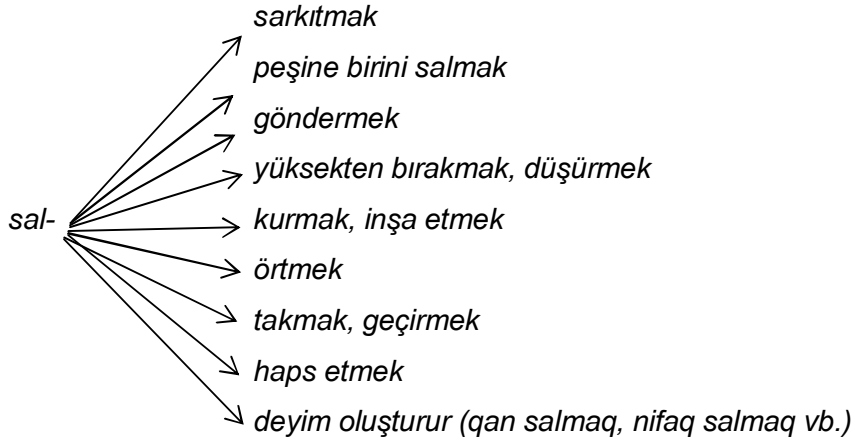 sarkıtmak
peşine birini salmak
göndermek
yüksekten bırakmak, düşürmek
sal- kurmak, inşa etmek
örtmek
takmak, geçirmek
haps etmek
deyim oluşturur (qan salmaq, nifaq salmaq vb.)